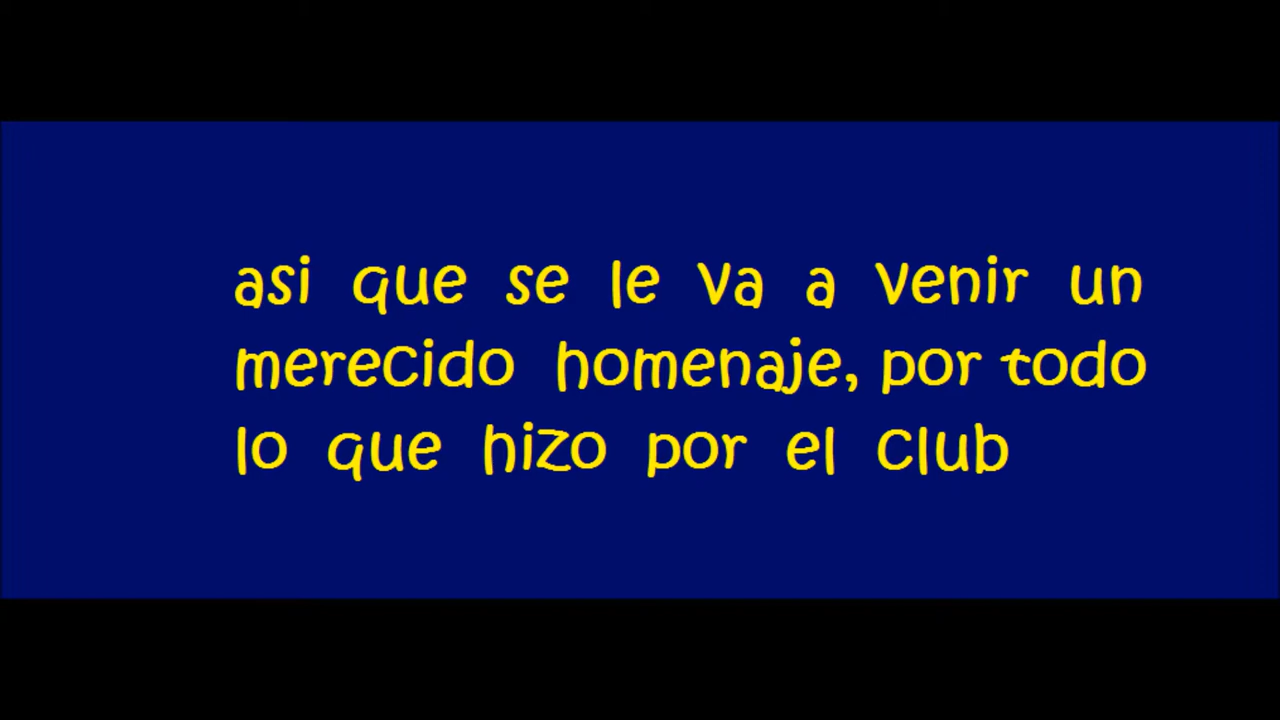 asi que se le va a venir un
merecido homenaje, por todo
lo que hizo por el club